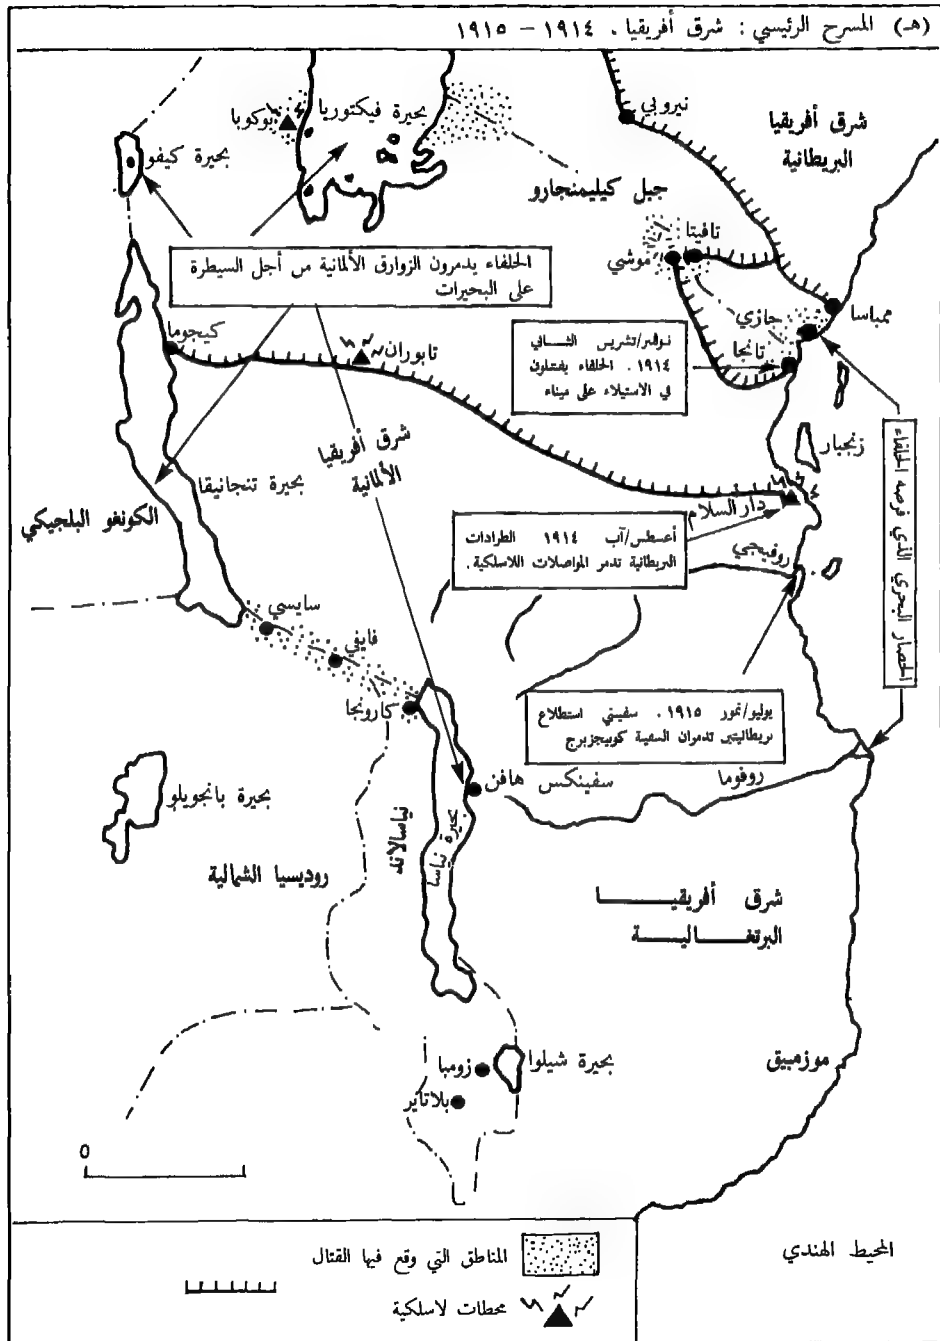 (هـ) المسرح الرئيسي : شرق أفريقيا ، ١٩١٤ – ١٩١٥
نيروبي
شرق أفريقيا
البريطانية
بحيرة فيكتوريا
بوكوبا
بحيرة كيفو
جبل كيليمنجارو
تافيتا
موشي
الحلفاء يدمرون الزوارق الألمانية من أجل السيطرة
على البحيرات
ممباسا
جازي
تانجا
نوفمبر/تشرين الثاني
١٩١٤ . الحلفاء يفشلون
في الاستيلاء على ميناء
كيجوما
تابوران
زنجبار
الحصار البحري الذي فرضه الحلفاء
شرق أفريقيا
الألمانية
بحيرة تنجانيقا
الكونغو البلجيكي
دار السلام
أغسطس/آب ١٩١٤ الطرادات
البريطانية تدمر المواصلات اللاسلكية .
روفيجي
سايسي
فايفي
كارونجا
يوليو/تموز ١٩١٥ . سفينتي استطلاع
بريطانيتين تدمران السفينة كونيجزبرج
روفوما
سفينكس هافن
بحيرة بانجويلو
نياسالاند
بحيرة نياسا
روديسيا الشمالية
شرق أفريقيا
البرتغالية
بحيرة شيلوا
زومبا
بلانتاير
موزمبيق
0
المحيط الهندي
المناطق التي وقع فيها القتال
محطات لاسلكية